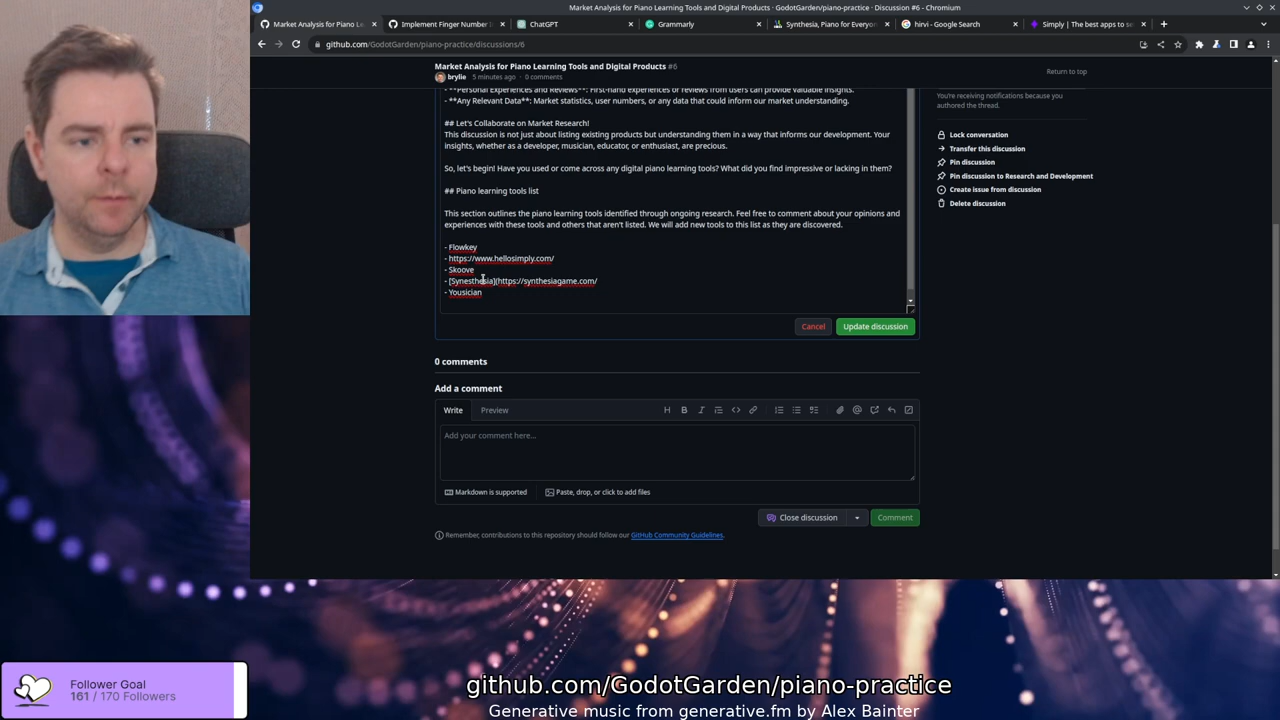 Market Analysis for Piano Learning Tools and Digital Products · GodotGarden/piano-practice · Discussion #6 - Chromium
Market Analysis for Piano Le
Implement Finger Number I
ChatGPT
Grammarly
Synthesia, Piano for Everyon
hirvi - Google Search
Simply | The best apps to se
github.com/GodotGarden/piano-practice/discussions/6
Market Analysis for Piano Learning Tools and Digital Products #6
brylie 5 minutes ago · 0 comments
Return to top
- **Personal Experiences and Reviews**: First-hand experiences or reviews from users can provide valuable insights.
- **Any Relevant Data**: Market statistics, user numbers, or any data that could inform our market understanding.
## Let's Collaborate on Market Research!
This discussion is not just about listing existing products but understanding them in a way that informs our development. Your
insights, whether as a developer, musician, educator, or enthusiast, are precious.
So, let's begin! Have you used or come across any digital piano learning tools? What did you find impressive or lacking in them?
## Piano learning tools list
This section outlines the piano learning tools identified through ongoing research. Feel free to comment about your opinions and
experiences with these tools and others that aren't listed. We will add new tools to this list as they are discovered.
- Flowkey
- https://www.hellosimply.com/
- Skoove
- [Synesthesia](https://synthesiagame.com/
- Yousician
Cancel
Update discussion
You're receiving notifications because you
authored the thread.
Lock conversation
Transfer this discussion
Pin discussion
Pin discussion to Research and Development
Create issue from discussion
Delete discussion
0 comments
Add a comment
Write
Preview
Add your comment here...
Markdown is supported
Paste, drop, or click to add files
Close discussion
Comment
Remember, contributions to this repository should follow our GitHub Community Guidelines.
Follower Goal
161 / 170 Followers
github.com/GodotGarden/piano-practice
Generative music from generative.fm by Alex Bainter